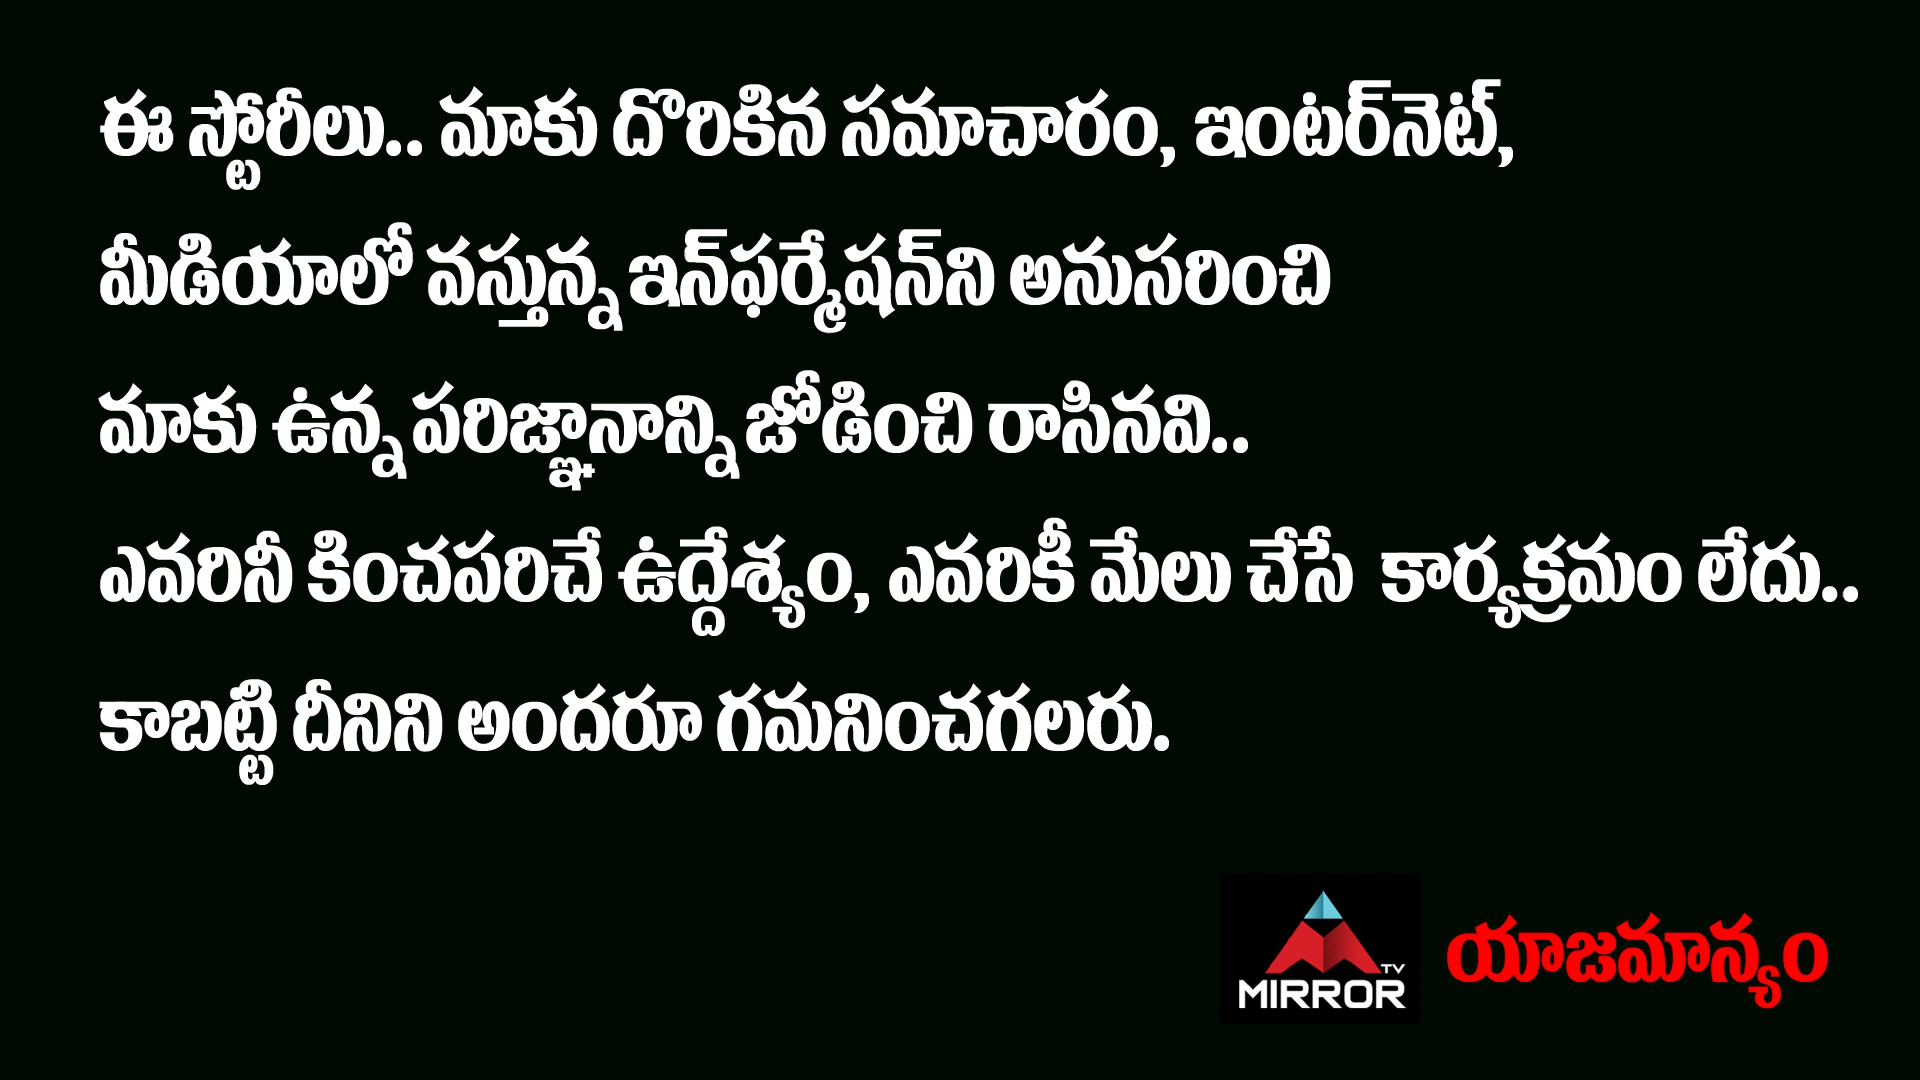 ఈ స్టోరీలు.. మాకు దొరికిన సమాచారం, ఇంటర్‌నెట్,
మీడియాలో వస్తున్న ఇన్‌ఫర్మేషన్‌ని అనుసరించి
మాకు ఉన్న పరిజ్ఞానాన్ని జోడించి రాసినవి..
ఎవరినీ కించపరిచే ఉద్దేశ్యం, ఎవరికీ మేలు చేసే కార్యక్రమం లేదు..
కాబట్టి దీనిని అందరూ గమనించగలరు.
TV
MIRROR
యాజమాన్యం